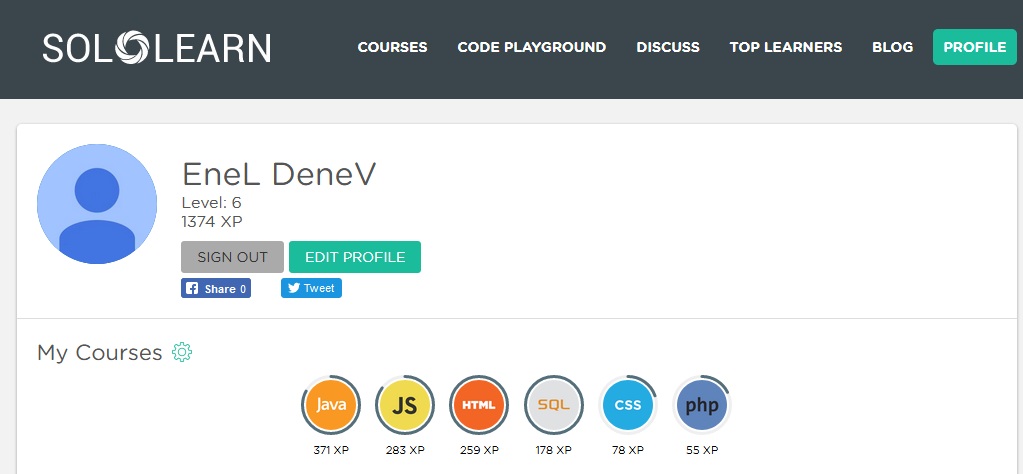 SOLOLEARN
COURSES CODE PLAYGROUND DISCUSS TOP LEARNERS BLOG PROFILE
EneL DeneV
Level: 6
1374 XP
SIGN OUT EDIT PROFILE
Share 0 Tweet
My Courses
Java JS HTML SQL CSS php
371 XP 283 XP 259 XP 178 XP 78 XP 55 XP